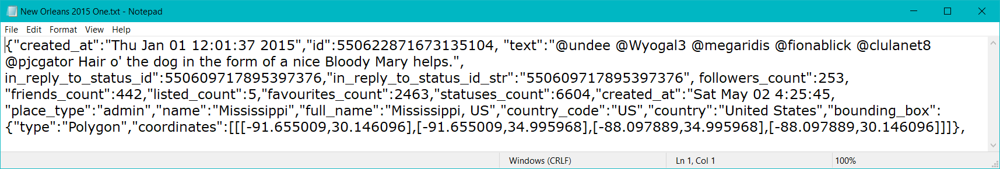 New Orleans 2015 One.txt - Notepad
File Edit Format View Help
{"created_at":"Thu Jan 01 12:01:37 2015","id":550622871673135104, "text":"@undee @Wyogal3 @megaridis @fionablick @clulanet8
@pjcgator Hair o' the dog in the form of a nice Bloody Mary helps.",
in_reply_to_status_id":550609717895397376,"in_reply_to_status_id_str":"550609717895397376", followers_count":253,
"friends_count":442,"listed_count":5,"favourites_count":2463,"statuses_count":6604,"created_at":"Sat May 02 4:25:45,
"place_type":"admin","name":"Mississippi","full_name":"Mississippi, US","country_code":"US","country":"United States","bounding_box":
{"type":"Polygon","coordinates":[[[-91.655009,30.146096],[-91.655009,34.995968],[-88.097889,34.995968],[-88.097889,30.146096]]]},
Windows (CRLF) Ln 1, Col 1 100%